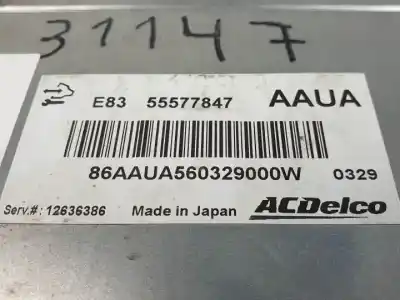 31147
E83 55577847 AAUA
86AAUA560329000W 0329
Serv.#: 12636386 Made in Japan ACDelco